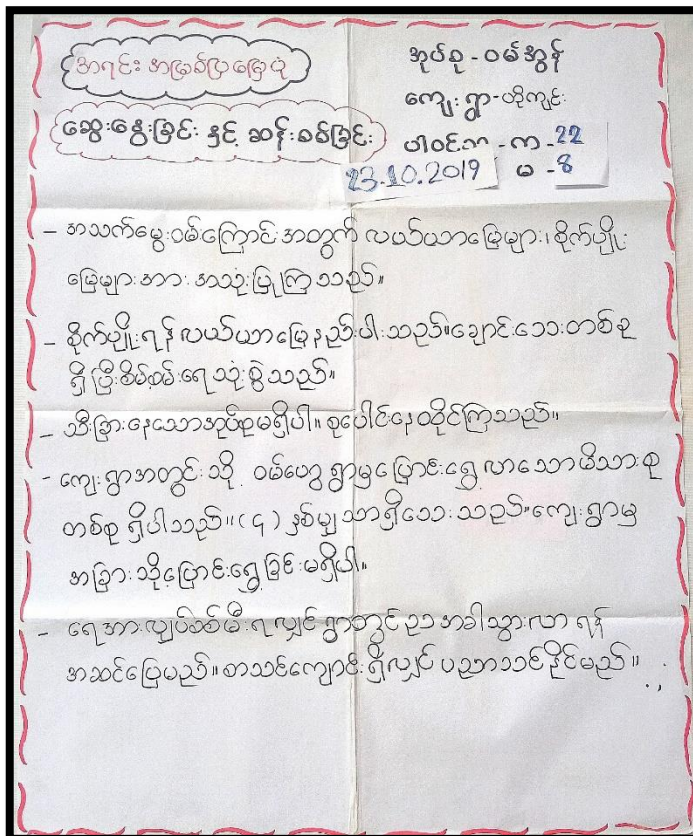 အရင်းအမြစ်ပြမြေပုံ
ဆွေးနွေးခြင်း နှင့် ဆန်းစစ်ခြင်း
အုပ်စု - ဝမ်အွန်
ကျေးရွာ - တိုကျင်း
ပါဝင်သူ - ကျ - 22
23.10.2019 မ - 8
- အသက်မွေးဝမ်းကြောင်းအတွက် လယ်ယာမြေများ၊ စိုက်ပျိုး
မြေများအား အသုံးပြုကြသည်။
- စိုက်ပျိုးရန် လယ်ယာမြေနည်းပါးသည်။ ချောင်းသေးတစ်ခု
ရှိပြီး စိမ့်စမ်းရေသုံးစွဲသည်။
- သီးခြားနေသောအုပ်စုမရှိပါ။ စုပေါင်းနေထိုင်ကြသည်။
- ကျေးရွာအတွင်းသို့ ဝမ်ဟွေရွာမှပြောင်းရွှေ့လာသောမိသားစု
တစ်စု ရှိပါသည်။ (၄) နှစ်မျှသာရှိသေးသည်။ ကျေးရွာမှ
အခြားသို့ပြောင်းရွှေ့ခြင်းမရှိပါ။
- ရေအားလျှပ်စစ်မီးရလျှင် ရွာတွင် ညအခါသွားလာရန်
အဆင်ပြေမည်။ စာသင်ကျောင်းရှိလျှင် ပညာသင်နိုင်မည်။